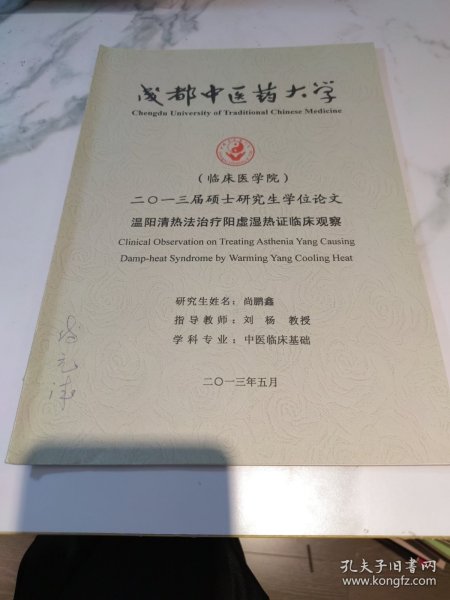 成都中医药大学
Chengdu University of Traditional Chinese Medicine
（临床医学院）
二〇一三届硕士研究生学位论文
温阳清热法治疗阳虚湿热证临床观察
Clinical Observation on Treating Asthenia Yang Causing
Damp-heat Syndrome by Warming Yang Cooling Heat
研究生姓名：尚鹏鑫
指导教师：刘 杨 教授
学科专业：中医临床基础
二〇一三年五月
孔夫子旧书网
www.kongfz.com